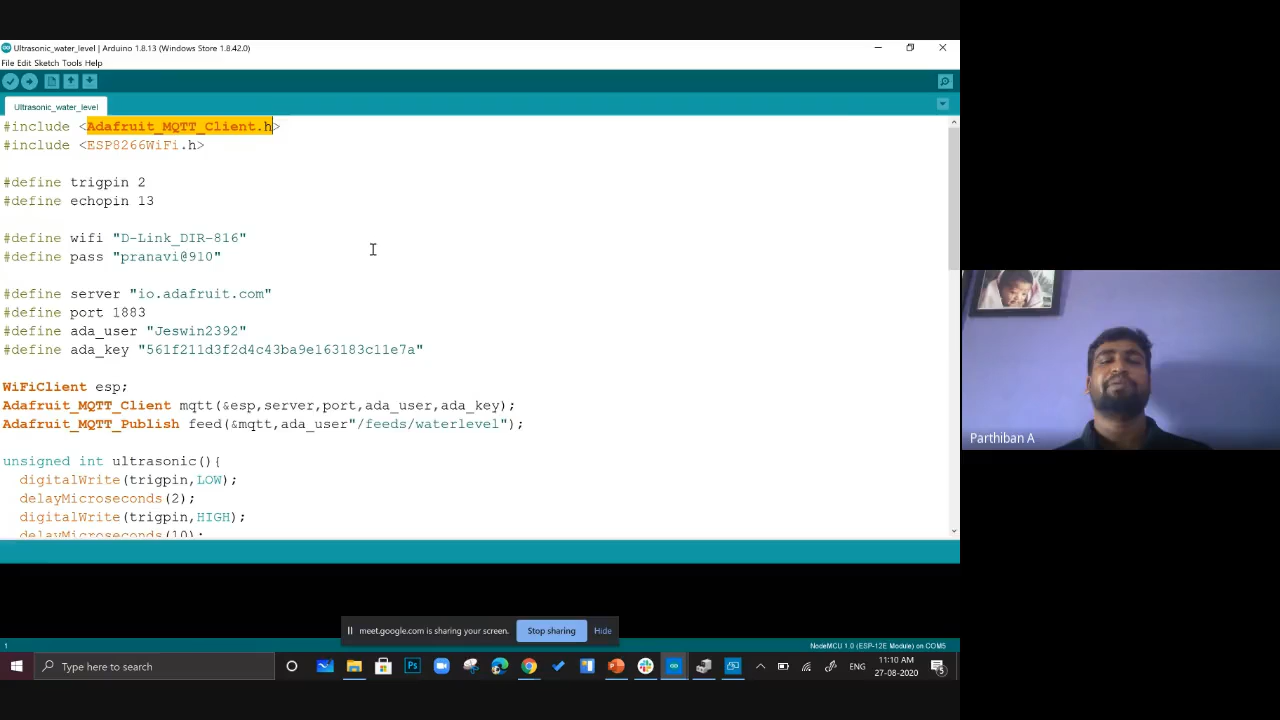 Ultrasonic_water_level | Arduino 1.8.13 (Windows Store 1.8.42.0)
File Edit Sketch Tools Help
Ultrasonic_water_level
#include <Adafruit_MQTT_Client.h>
#include <ESP8266WiFi.h>
#define trigpin 2
#define echopin 13
#define wifi "D-Link_DIR-816"
#define pass "pranavi@910"
#define server "io.adafruit.com"
#define port 1883
#define ada_user "Jeswin2392"
#define ada_key "561f211d3f2d4c43ba9e163183c11e7a"
WiFiClient esp;
Adafruit_MQTT_Client mqtt(&esp,server,port,ada_user,ada_key);
Adafruit_MQTT_Publish feed(&mqtt,ada_user"/feeds/waterlevel");
unsigned int ultrasonic(){
digitalWrite(trigpin,LOW);
delayMicroseconds(2);
digitalWrite(trigpin,HIGH);
delayMicroseconds(10);
Parthiban A
meet.google.com is sharing your screen.
Stop sharing
Hide
1
NodeMCU 1.0 (ESP-12E Module) on COM5
Type here to search
ENG
11:10 AM
27-08-2020
5